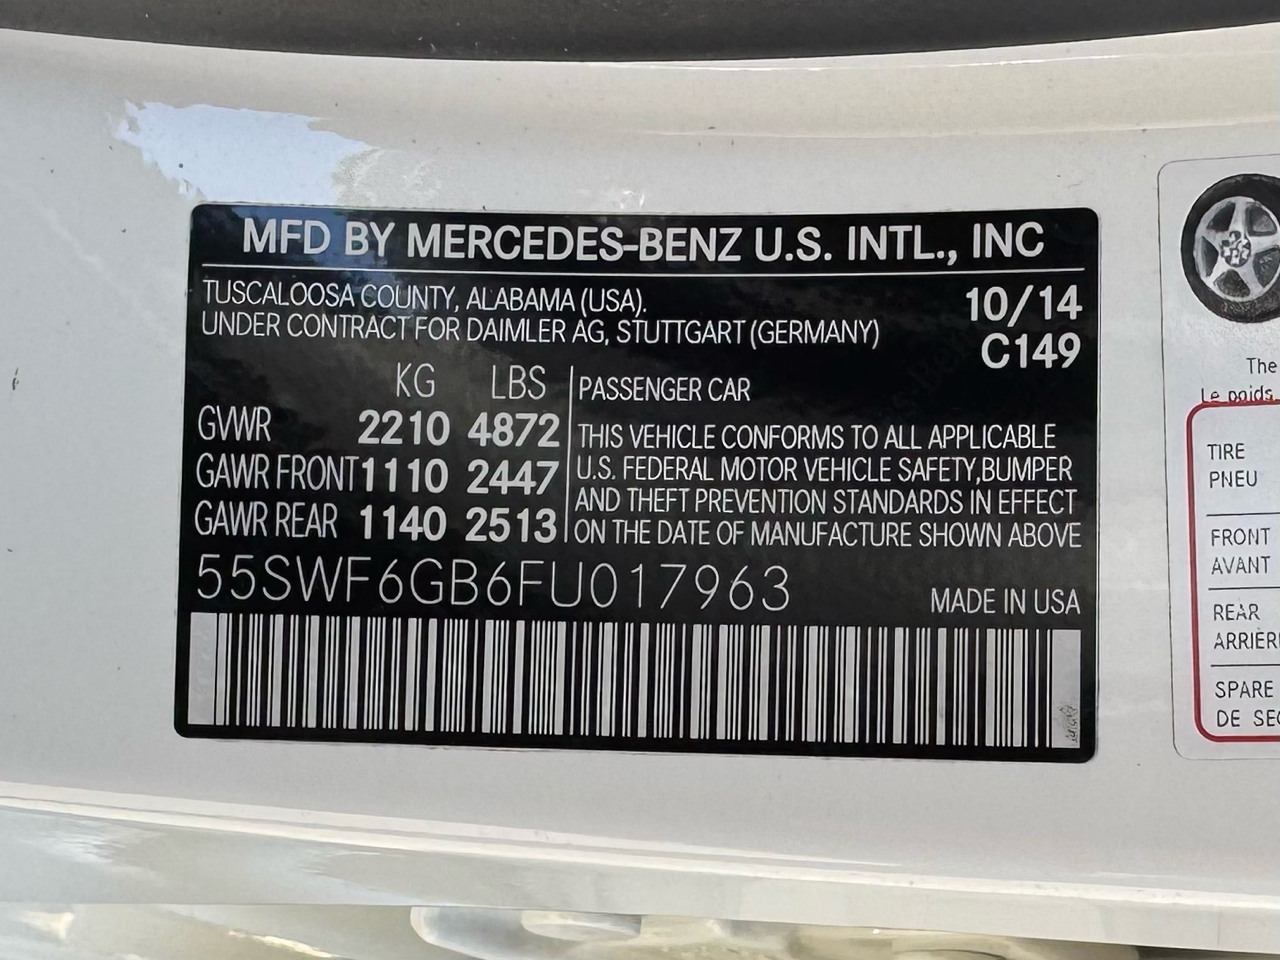 MFD BY MERCEDES-BENZ U.S. INTL., INC
TUSCALOOSA COUNTY, ALABAMA (USA).
UNDER CONTRACT FOR DAIMLER AG, STUTTGART (GERMANY)
10/14
C149
KG LBS
GVWR 2210 4872
GAWR FRONT 1110 2447
GAWR REAR 1140 2513
PASSENGER CAR
THIS VEHICLE CONFORMS TO ALL APPLICABLE
U.S. FEDERAL MOTOR VEHICLE SAFETY,BUMPER
AND THEFT PREVENTION STANDARDS IN EFFECT
ON THE DATE OF MANUFACTURE SHOWN ABOVE
55SWF6GB6FU017963
MADE IN USA
The
Le poids
TIRE
PNEU
FRONT
AVANT
REAR
ARRIÈR
SPARE
DE SE